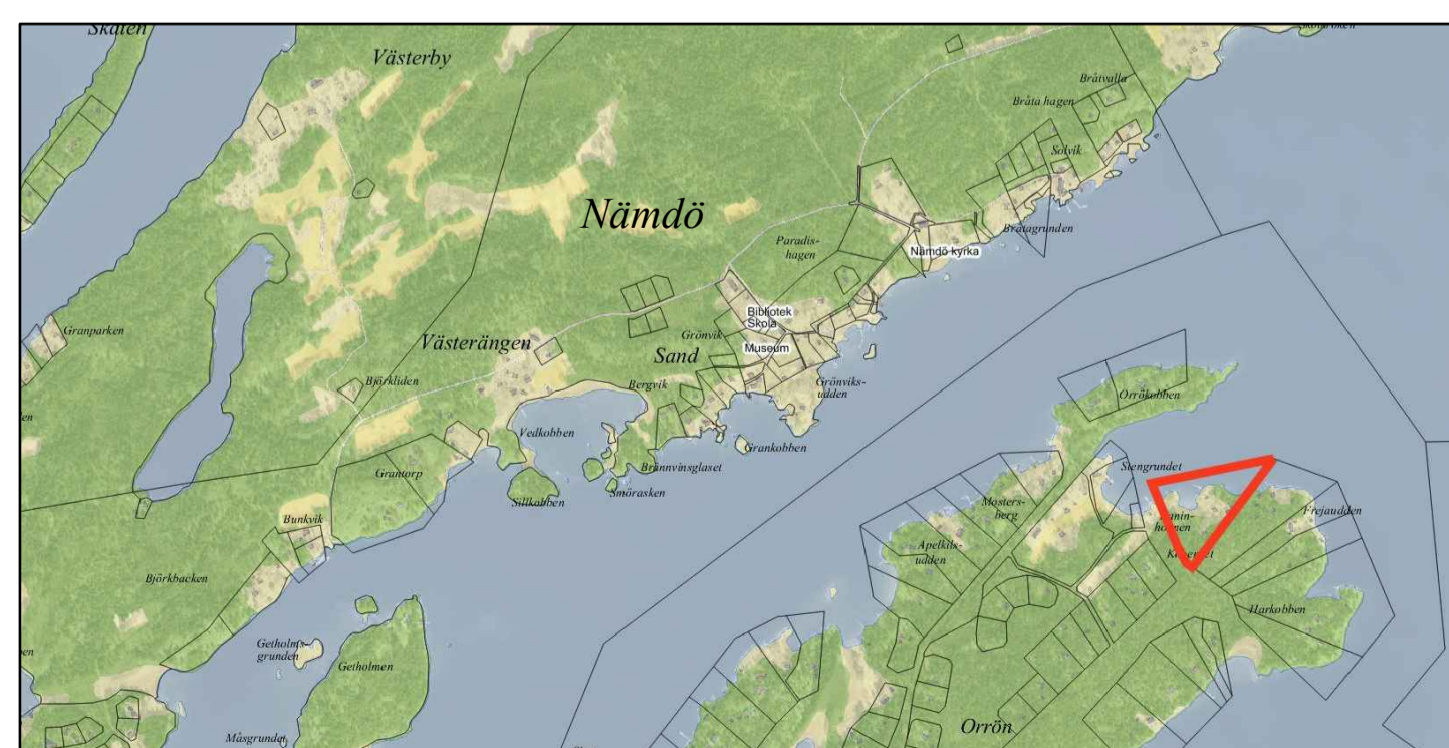 Skaten
Västerby
Bråtvalla
Bråta hagen
Solvik
Nämdö
Bråtagrunden
Paradis-
hagen
Nämdö kyrka
Bibliotek
Skola
Museum
Grönvik
Sand
Granparken
Västerängen
Björkliden
Bergvik
Grönviks-
udden
Örrökobben
Vedkobben
Grankobben
Brännvinsglaset
Smörasken
Grantorp
Sillkobben
Stengrundet
Mosters-
berg
Frejaudden
Bunkvik
Apelkils-
udden
Björkbacken
Harkobben
Getholms-
grunden
Getholmen
Orrön
Måsgrundet